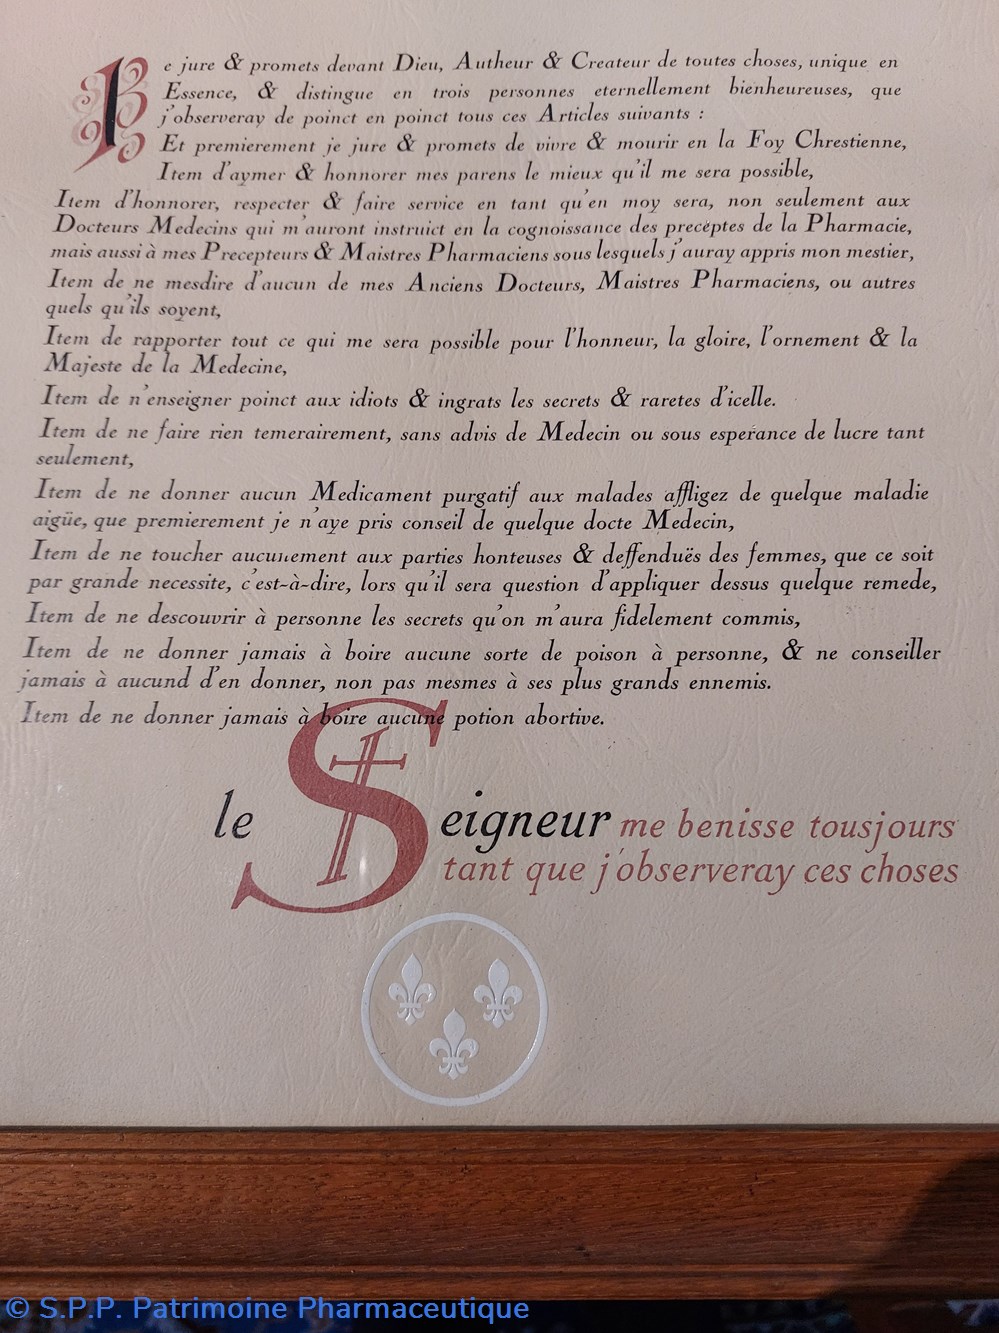 Je jure & promets devant Dieu, Autheur & Createur de toutes choses, unique en
Essence, & distingue en trois personnes eternellement bienheureuses, que
j'observeray de poinct en poinct tous ces Articles suivants :
Et premierement je jure & promets de vivre & mourir en la Foy Chrestienne,
Item d'aymer & honnorer mes parens le mieux qu'il me sera possible,
Item d'honnorer, respecter & faire service en tant qu'en moy sera, non seulement aux
Docteurs Medecins qui m'auront instruict en la cognoissance des preceptes de la Pharmacie,
mais aussi à mes Precepteurs & Maistres Pharmaciens sous lesquels j'auray appris mon mestier,
Item de ne mesdire d'aucun de mes Anciens Docteurs, Maistres Pharmaciens, ou autres
quels qu'ils soyent,
Item de rapporter tout ce qui me sera possible pour l'honneur, la gloire, l'ornement & la
Majeste de la Medecine,
Item de n'enseigner poinct aux idiots & ingrats les secrets & raretes d'icelle.
Item de ne faire rien temerairement, sans advis de Medecin ou sous esperance de lucre tant
seulement,
Item de ne donner aucun Medicament purgatif aux malades affligez de quelque maladie
aigüe, que premierement je n'aye pris conseil de quelque docte Medecin,
Item de ne toucher aucunement aux parties honteuses & deffenduës des femmes, que ce soit
par grande necessite, c'est-à-dire, lors qu'il sera question d'appliquer dessus quelque remede,
Item de ne descouvrir à personne les secrets qu'on m'aura fidelement commis,
Item de ne donner jamais à boire aucune sorte de poison à personne, & ne conseiller
jamais à aucund d'en donner, non pas mesmes à ses plus grands ennemis.
Item de ne donner jamais à boire aucune potion abortive.
le Seigneur me benisse tousjours
tant que j'observeray ces choses
© S.P.P. Patrimoine Pharmaceutique